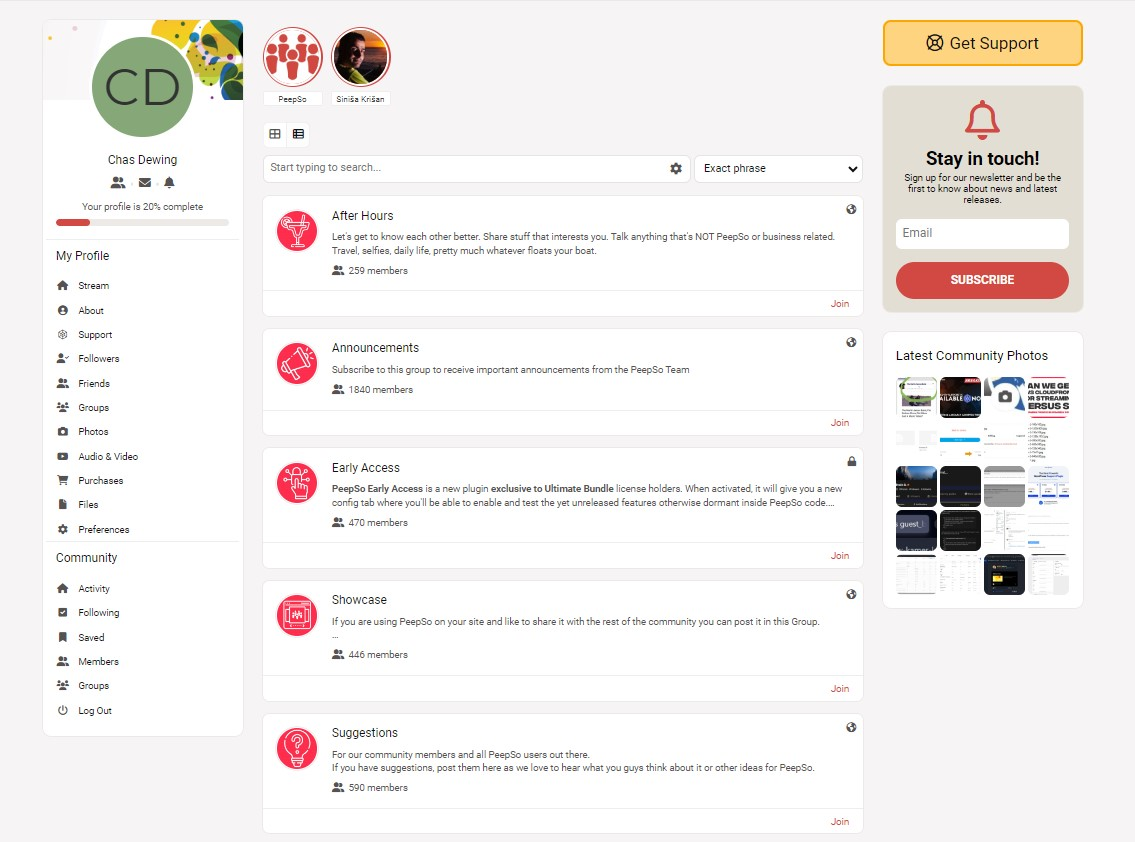 CD
Chas Dewing
Your profile is 20% complete
My Profile
Stream
About
Support
Followers
Friends
Groups
Photos
Audio & Video
Purchases
Files
Preferences
Community
Activity
Following
Saved
Members
Groups
Log Out
PeepSo
Siniša Krišan
Start typing to search...
Exact phrase
After Hours
Let's get to know each other better. Share stuff that interests you. Talk anything that's NOT PeepSo or business related.
Travel, selfies, daily life, pretty much whatever floats your boat.
259 members
Join
Announcements
Subscribe to this group to receive important announcements from the PeepSo Team
1840 members
Join
Early Access
PeepSo Early Access is a new plugin exclusive to Ultimate Bundle license holders. When activated, it will give you a new
config tab where you'll be able to enable and test the yet unreleased features otherwise dormant inside PeepSo code....
470 members
Join
Showcase
If you are using PeepSo on your site and like to share it with the rest of the community you can post it in this Group.
...
446 members
Join
Suggestions
For our community members and all PeepSo users out there.
If you have suggestions, post them here as we love to hear what you guys think about it or other ideas for PeepSo.
590 members
Join
Get Support
Stay in touch!
Sign up for our newsletter and be the
first to know about news and latest
releases.
Email
SUBSCRIBE
Latest Community Photos
AN WE GE
S CLOUDFRON
OR STREAMIN
ERSUS S
AILABLE NO
s guest_l